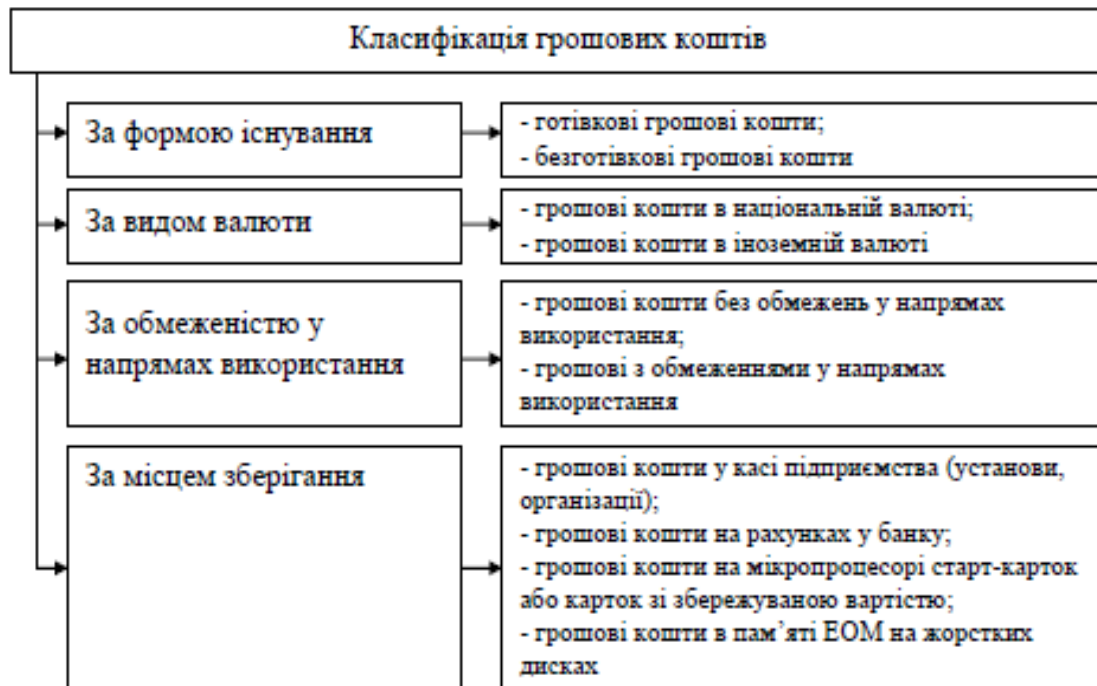 Класифікація грошових коштів
За формою існування
- готівкові грошові кошти;
- безготівкові грошові кошти
За видом валюти
- грошові кошти в національній валюті;
- грошові кошти в іноземній валюті
За обмеженістю у
напрямах використання
- грошові кошти без обмежень у напрямах
використання;
- грошові з обмеженнями у напрямах
використання
За місцем зберігання
- грошові кошти у касі підприємства (установи,
організації);
- грошові кошти на рахунках у банку;
- грошові кошти на мікропроцесорі старт-карток
або карток зі збережуваною вартістю;
- грошові кошти в пам’яті ЕОМ на жорстких
дисках